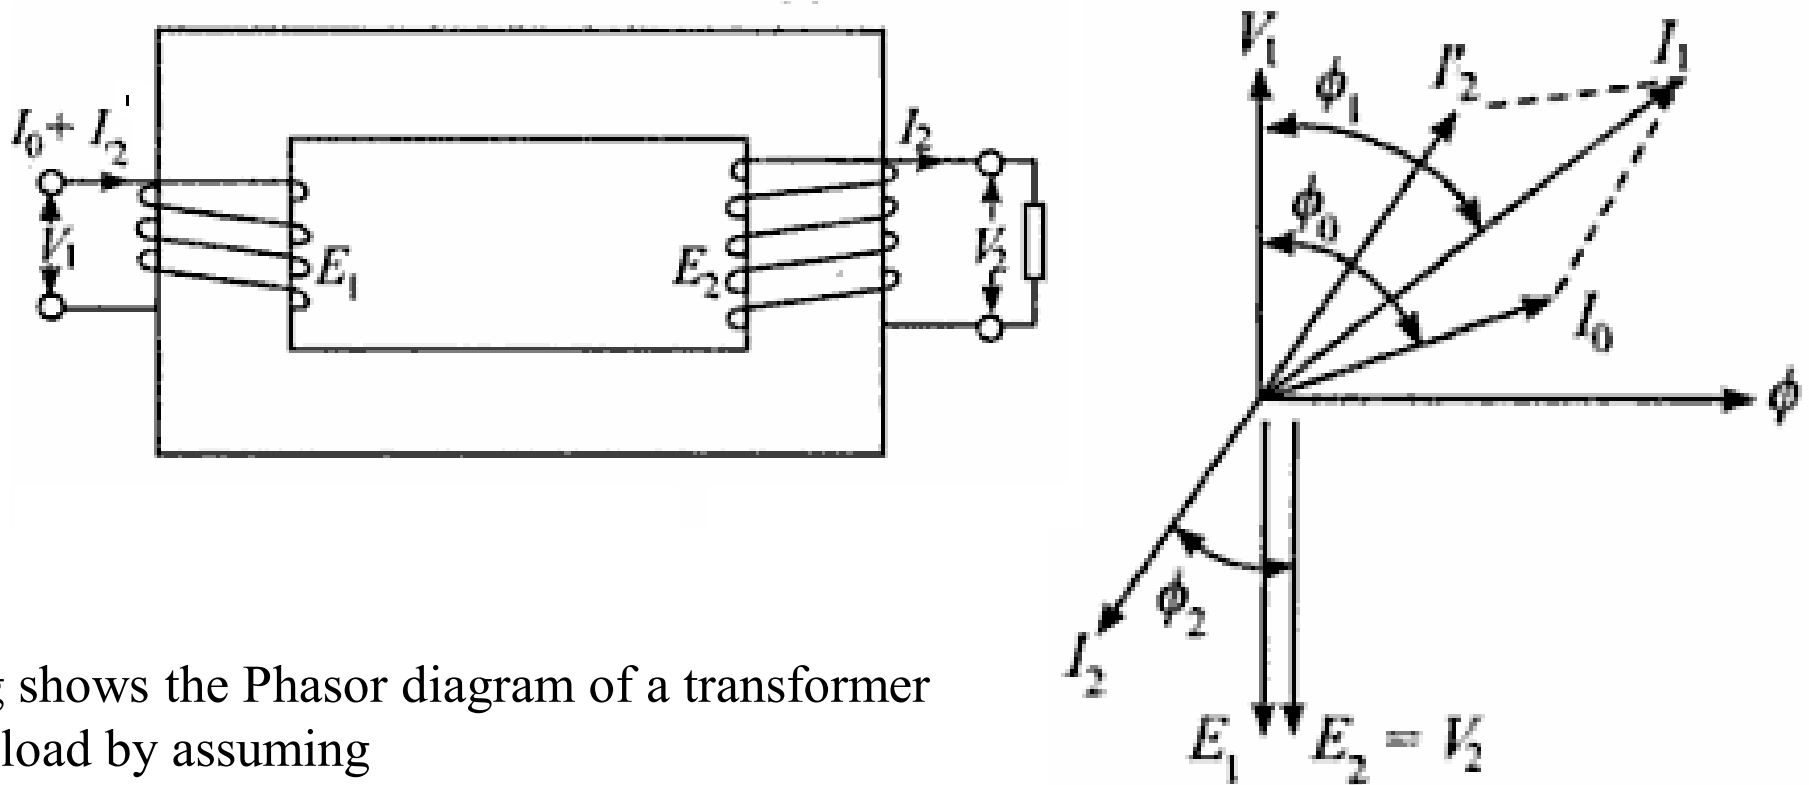 I₀ + I₂'
V₁
E₁
E₂
I₂
V₂
V₁
ϕ₁
I'₂
I₁
ϕ₀
I₀
ϕ
ϕ₂
I₂
E₁
E₂ = V₂
shows the Phasor diagram of a transformer
load by assuming